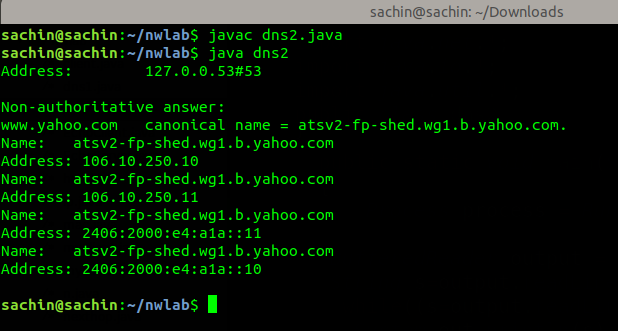 sachin@sachin: ~/Downloads
sachin@sachin:~/nwlab$ javac dns2.java
sachin@sachin:~/nwlab$ java dns2
Address:        127.0.0.53#53

Non-authoritative answer:
www.yahoo.com   canonical name = atsv2-fp-shed.wg1.b.yahoo.com.
Name:   atsv2-fp-shed.wg1.b.yahoo.com
Address: 106.10.250.10
Name:   atsv2-fp-shed.wg1.b.yahoo.com
Address: 106.10.250.11
Name:   atsv2-fp-shed.wg1.b.yahoo.com
Address: 2406:2000:e4:a1a::11
Name:   atsv2-fp-shed.wg1.b.yahoo.com
Address: 2406:2000:e4:a1a::10

sachin@sachin:~/nwlab$